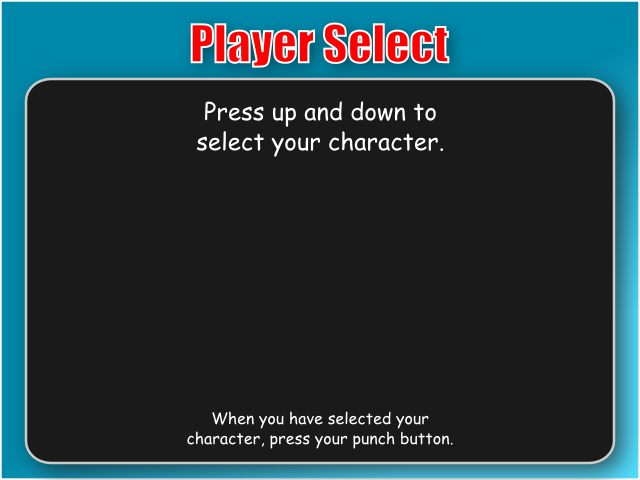 Player Select
Press up and down to
select your character.
When you have selected your
character, press your punch button.